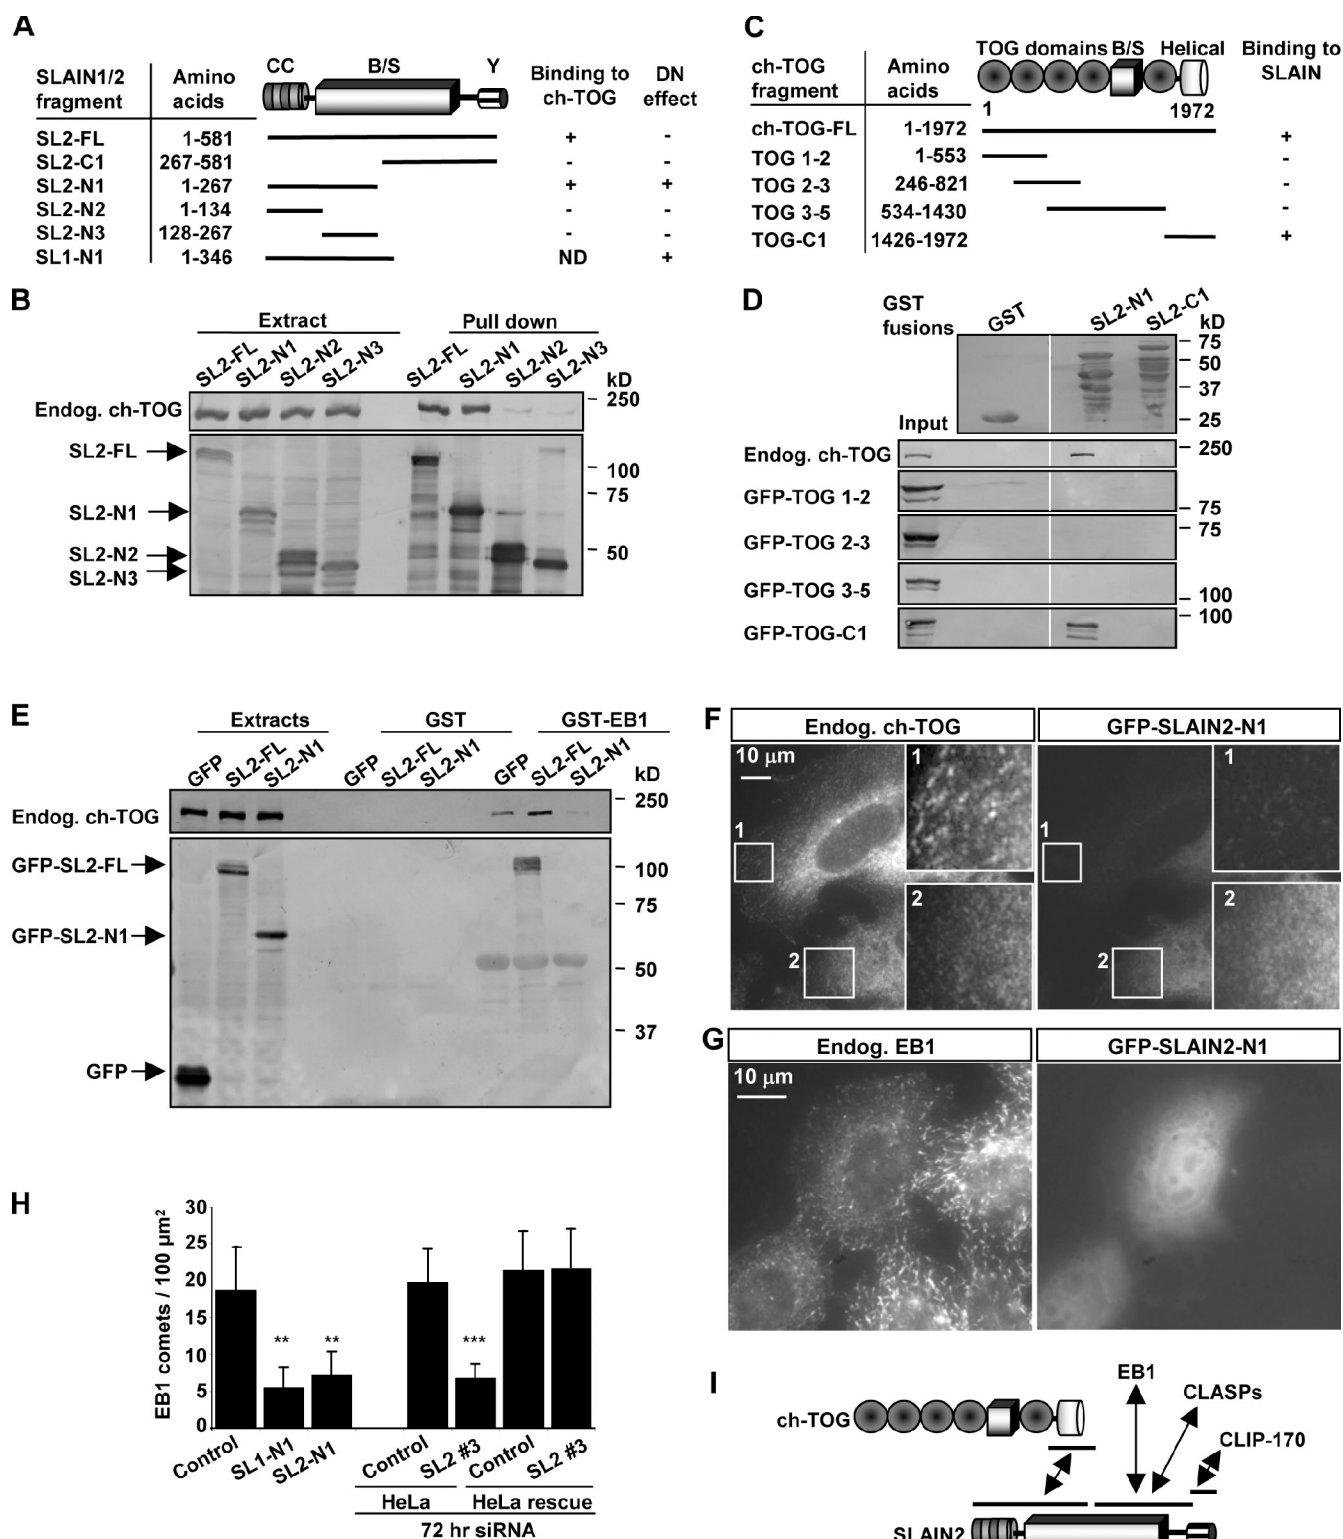 A
SLAIN1/2 fragment
Amino acids
CC
B/S
Y
Binding to ch-TOG
DN effect
SL2-FL 1-581 + -
SL2-C1 267-581 - -
SL2-N1 1-267 + +
SL2-N2 1-134 - -
SL2-N3 128-267 - -
SL1-N1 1-346 ND +
C
ch-TOG fragment
Amino acids
TOG domains B/S Helical
1 1972
Binding to SLAIN
ch-TOG-FL 1-1972 +
TOG 1-2 1-553 -
TOG 2-3 246-821 -
TOG 3-5 534-1430 -
TOG-C1 1426-1972 +
B
Extract
Pull down
SL2-FL SL2-N1 SL2-N2 SL2-N3 SL2-FL SL2-N1 SL2-N2 SL2-N3
kD
Endog. ch-TOG
250
SL2-FL
100
75
SL2-N1
SL2-N2
50
SL2-N3
D
GST fusions
GST SL2-N1 SL2-C1
kD
75
50
37
25
Input
Endog. ch-TOG
250
GFP-TOG 1-2
75
GFP-TOG 2-3
75
GFP-TOG 3-5
100
GFP-TOG-C1
100
E
Extracts GST GST-EB1
GFP SL2-FL SL2-N1 GFP SL2-FL SL2-N1 GFP SL2-FL SL2-N1
kD
Endog. ch-TOG
250
GFP-SL2-FL
100
75
GFP-SL2-N1
50
37
GFP
F
Endog. ch-TOG
GFP-SLAIN2-N1
10 µm
1
1
2
2
1
1
2
2
G
Endog. EB1
GFP-SLAIN2-N1
10 µm
H
EB1 comets / 100 µm²
30
25
20
15
10
5
0
** ** ***
Control SL1-N1 SL2-N1 Control SL2 #3 Control SL2 #3
HeLa HeLa rescue
72 hr siRNA
I
ch-TOG
EB1
CLASPs
CLIP-170
SLAIN2